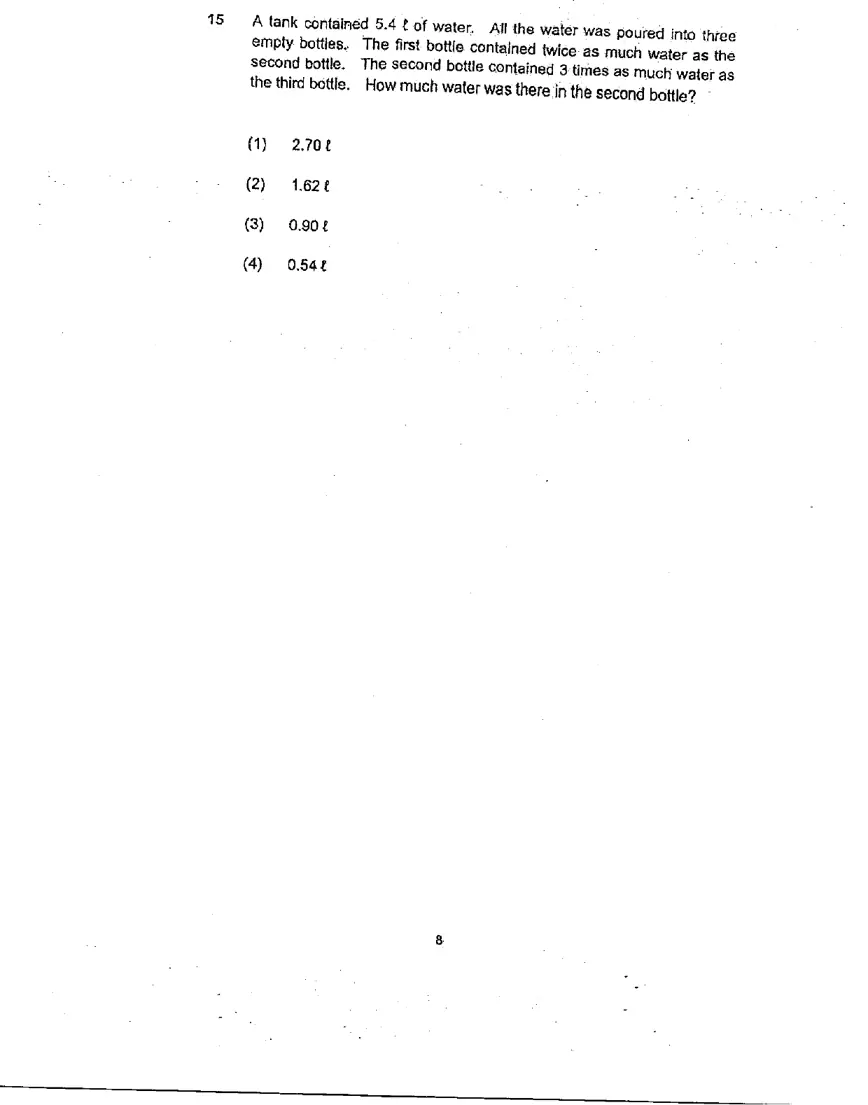 15 A tank contained 5.4 ℓ of water. All the water was poured into three
empty bottles. The first bottle contained twice as much water as the
second bottle. The second bottle contained 3 times as much water as
the third bottle. How much water was there in the second bottle?
(1) 2.70 ℓ
(2) 1.62 ℓ
(3) 0.90 ℓ
(4) 0.54 ℓ
8